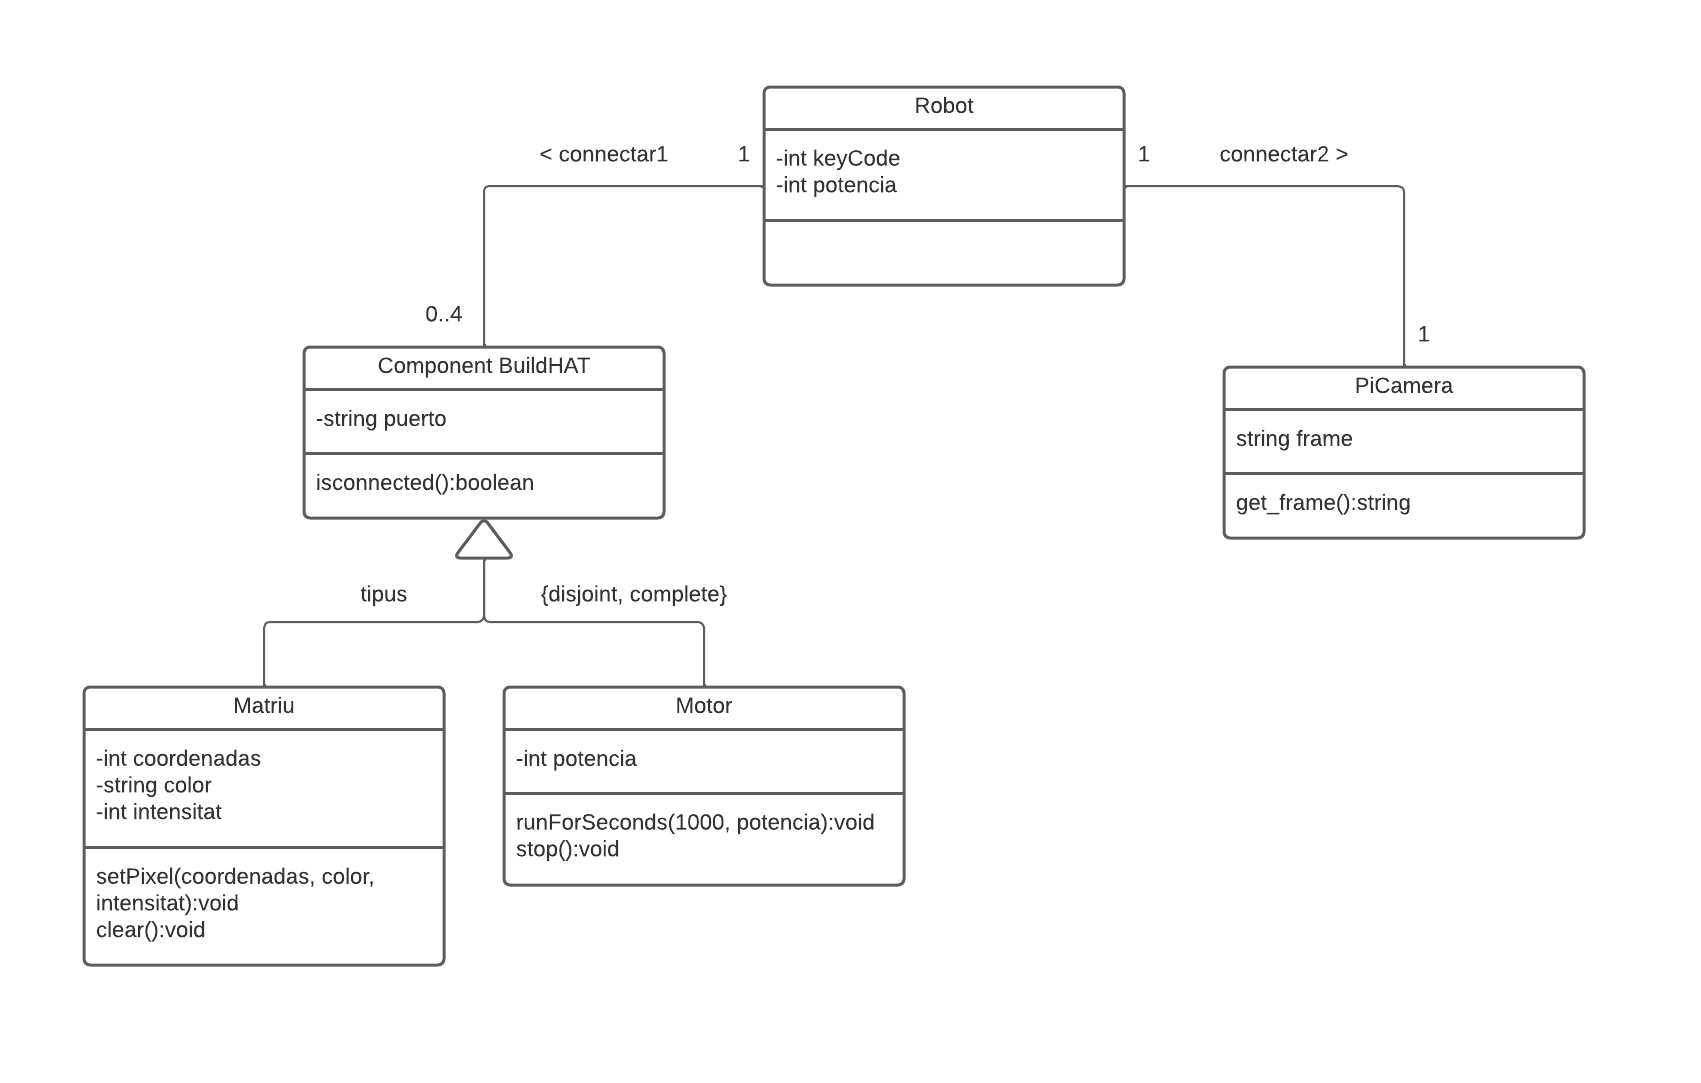 Robot
-int keyCode
-int potencia
< connectar1
1
1
connectar2 >
0..4
1
Component BuildHAT
-string puerto
isconnected():boolean
PiCamera
string frame
get_frame():string
tipus
{disjoint, complete}
Matriu
-int coordenadas
-string color
-int intensitat
setPixel(coordenadas, color,
intensitat):void
clear():void
Motor
-int potencia
runForSeconds(1000, potencia):void
stop():void